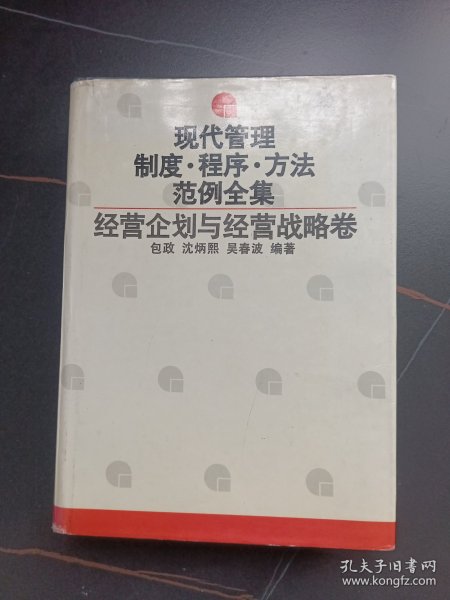 现代管理
制度·程序·方法
范例全集
经营企划与经营战略卷
包政 沈炳熙 吴春波 编著
孔夫子旧书网
www.kongfz.com